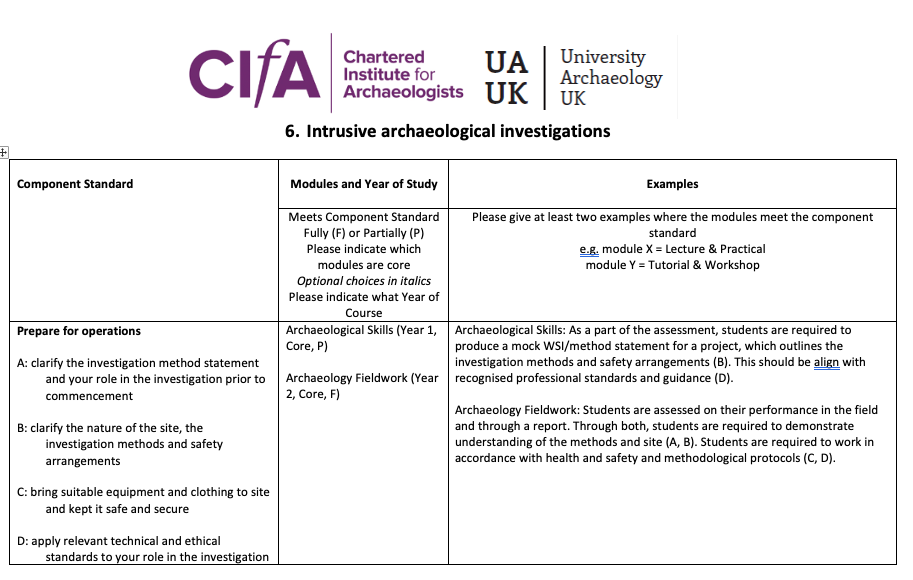 CIfA
Chartered
Institute for
Archaeologists
UA
UK
University
Archaeology
UK
6. Intrusive archaeological investigations
Component Standard
Modules and Year of Study
Examples
Meets Component Standard
Fully (F) or Partially (P)
Please indicate which
modules are core
Optional choices in italics
Please indicate what Year of
Course
Please give at least two examples where the modules meet the component
standard
e.g. module X = Lecture & Practical
module Y = Tutorial & Workshop
Prepare for operations
A: clarify the investigation method statement
and your role in the investigation prior to
commencement
B: clarify the nature of the site, the
investigation methods and safety
arrangements
C: bring suitable equipment and clothing to site
and kept it safe and secure
D: apply relevant technical and ethical
standards to your role in the investigation
Archaeological Skills (Year 1,
Core, P)
Archaeology Fieldwork (Year
2, Core, F)
Archaeological Skills: As a part of the assessment, students are required to
produce a mock WSI/method statement for a project, which outlines the
investigation methods and safety arrangements (B). This should be align with
recognised professional standards and guidance (D).
Archaeology Fieldwork: Students are assessed on their performance in the field
and through a report. Through both, students are required to demonstrate
understanding of the methods and site (A, B). Students are required to work in
accordance with health and safety and methodological protocols (C, D).